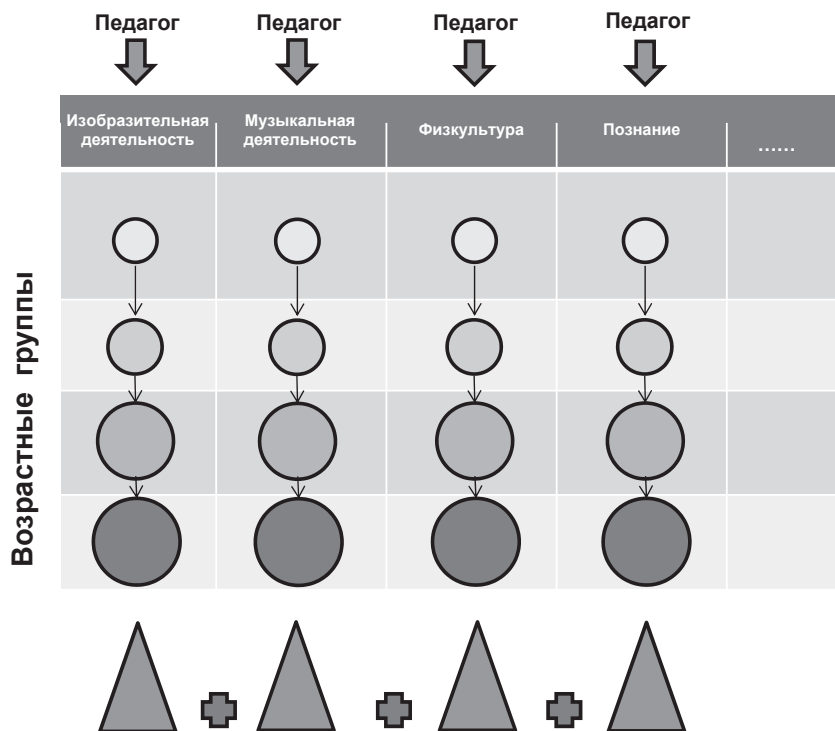 Педагог Педагог Педагог Педагог
Изобразительная
деятельность
Музыкальная
деятельность
Физкультура
Познание
......
Возрастные группы